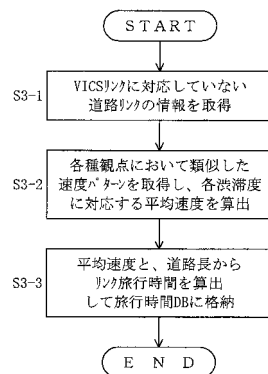 START
S3-1
VICSリンクに対応していない
道路リンクの情報を取得
S3-2
各種観点において類似した
速度パターンを取得し、各渋滞度
に対応する平均速度を算出
S3-3
平均速度と、道路長から
リンク旅行時間を算出
して旅行時間DBに格納
END